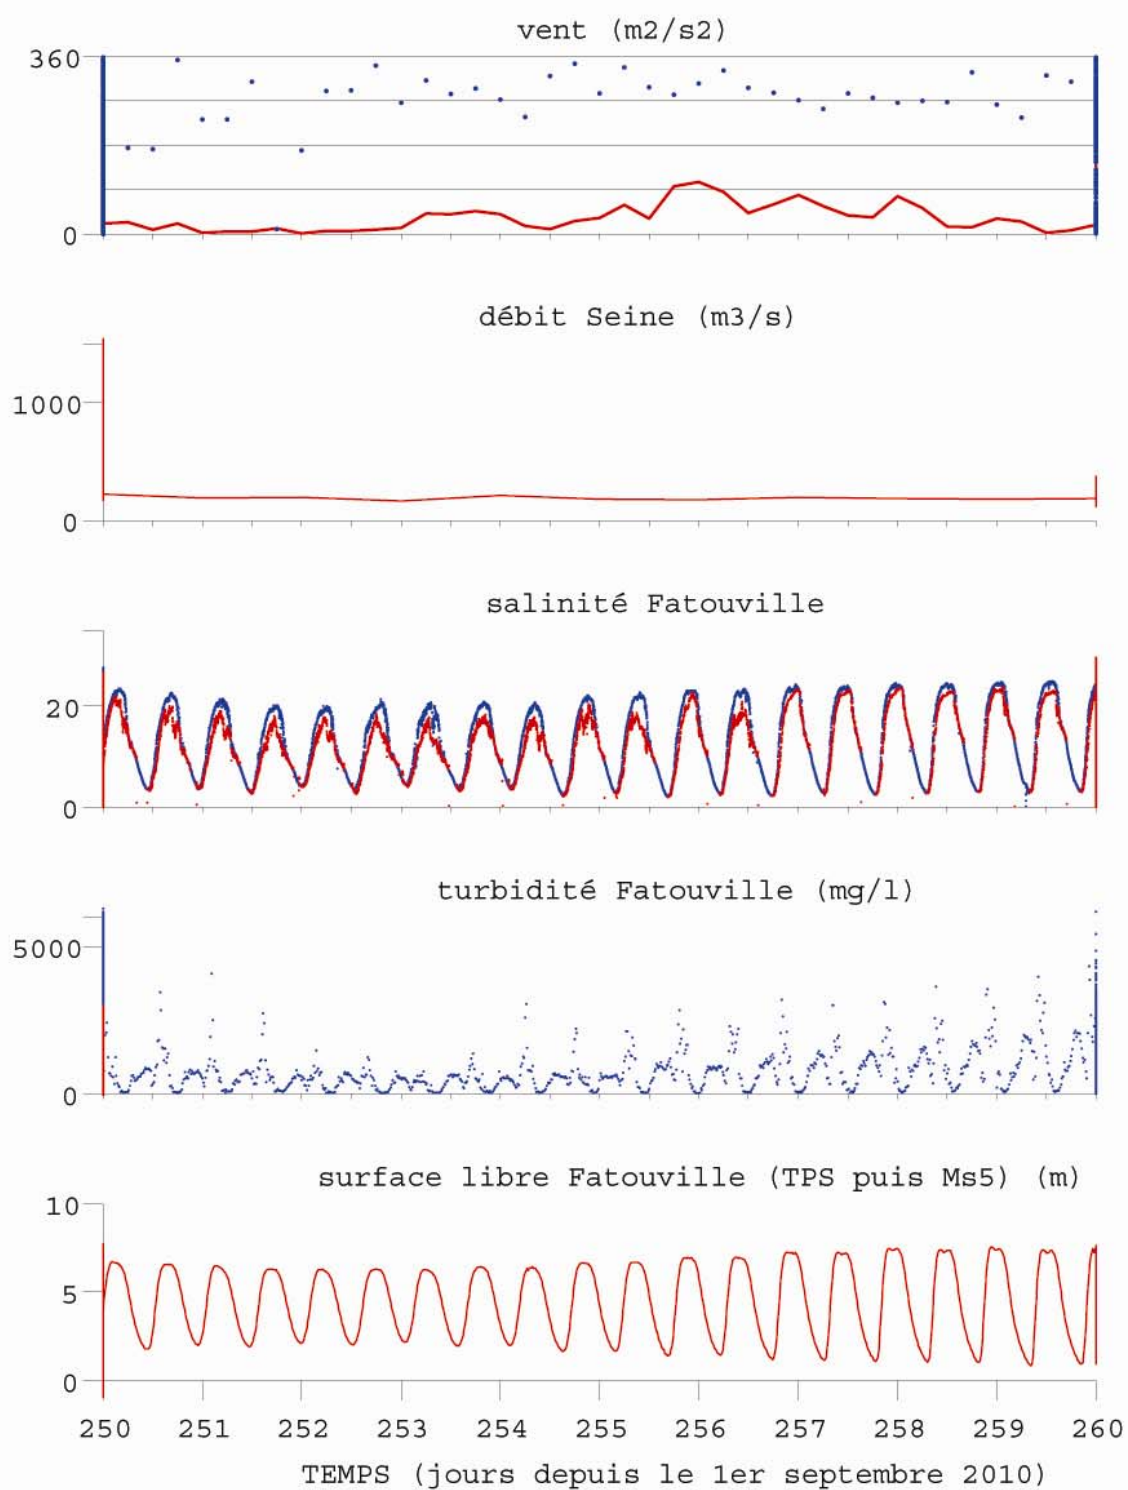 vent (m2/s2)
360
0
débit Seine (m3/s)
1000
0
salinité Fatouville
20
0
turbidité Fatouville (mg/l)
5000
0
surface libre Fatouville (TPS puis Ms5) (m)
10
5
0
250 251 252 253 254 255 256 257 258 259 260
TEMPS (jours depuis le 1er septembre 2010)